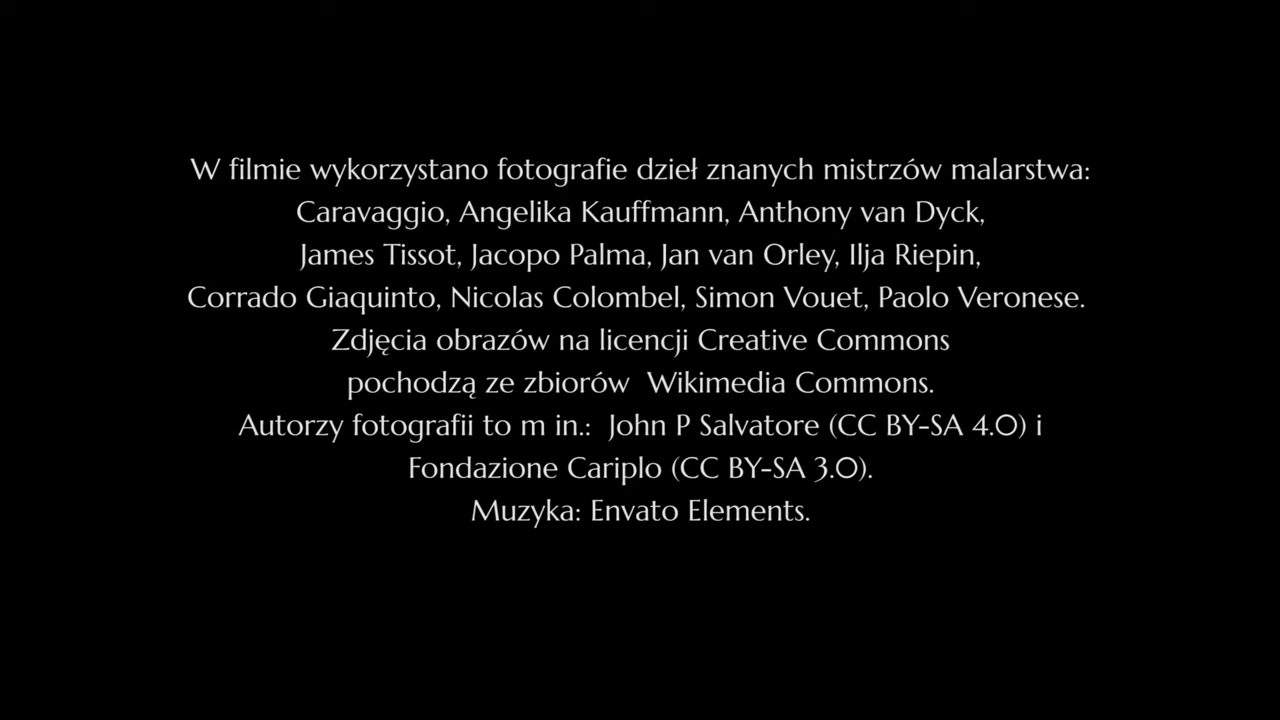 W filmie wykorzystano fotografie dzieł znanych mistrzów malarstwa:
Caravaggio, Angelika Kauffmann, Anthony van Dyck,
James Tissot, Jacopo Palma, Jan van Orley, Ilja Riepin,
Corrado Giaquinto, Nicolas Colombel, Simon Vouet, Paolo Veronese.
Zdjęcia obrazów na licencji Creative Commons
pochodzą ze zbiorów  Wikimedia Commons.
Autorzy fotografii to m in.:  John P Salvatore (CC BY-SA 4.0) i
Fondazione Cariplo (CC BY-SA 3.0).
Muzyka: Envato Elements.